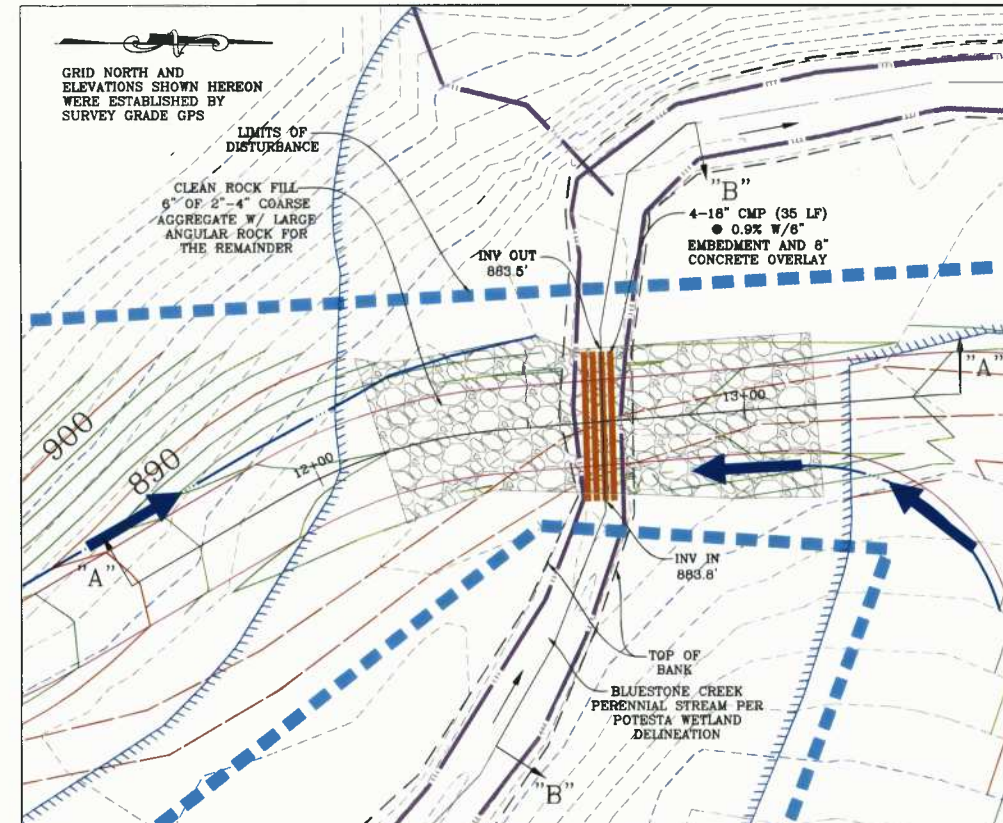 GRID NORTH AND
ELEVATIONS SHOWN HEREON
WERE ESTABLISHED BY
SURVEY GRADE GPS
LIMITS OF
DISTURBANCE
CLEAN ROCK FILL
6" OF 2"-4" COARSE
AGGREGATE W/ LARGE
ANGULAR ROCK FOR
THE REMAINDER
"B"
4-18" CMP (35 LF)
@ 0.9% W/6"
EMBEDMENT AND 8"
CONCRETE OVERLAY
INV OUT
883.5'
"A"
13+00
900
890
12+00
"A"
INV IN
883.8'
TOP OF
BANK
BLUESTONE CREEK
PERENNIAL STREAM PER
POTESTA WETLAND
DELINEATION
"B"